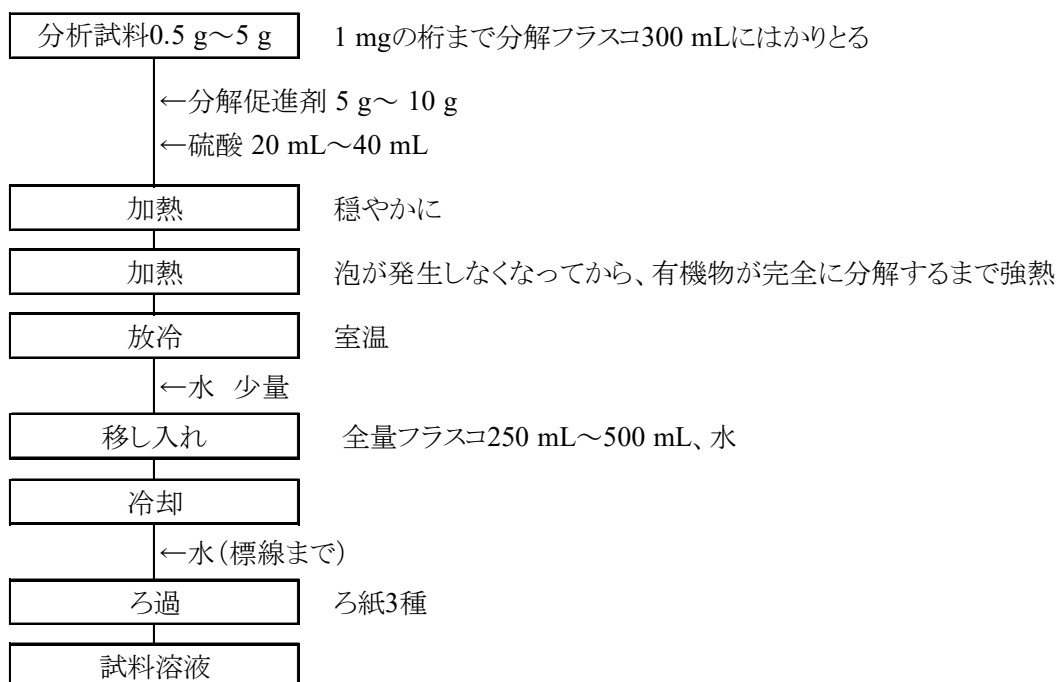 分析試料0.5 g～5 g 1 mgの桁まで分解フラスコ300 mLにはかりとる
←分解促進剤 5 g～ 10 g
←硫酸 20 mL～40 mL
加熱 穏やかに
加熱 泡が発生しなくなってから、有機物が完全に分解するまで強熱
放冷 室温
←水 少量
移し入れ 全量フラスコ250 mL～500 mL、水
冷却
←水（標線まで）
ろ過 ろ紙3種
試料溶液